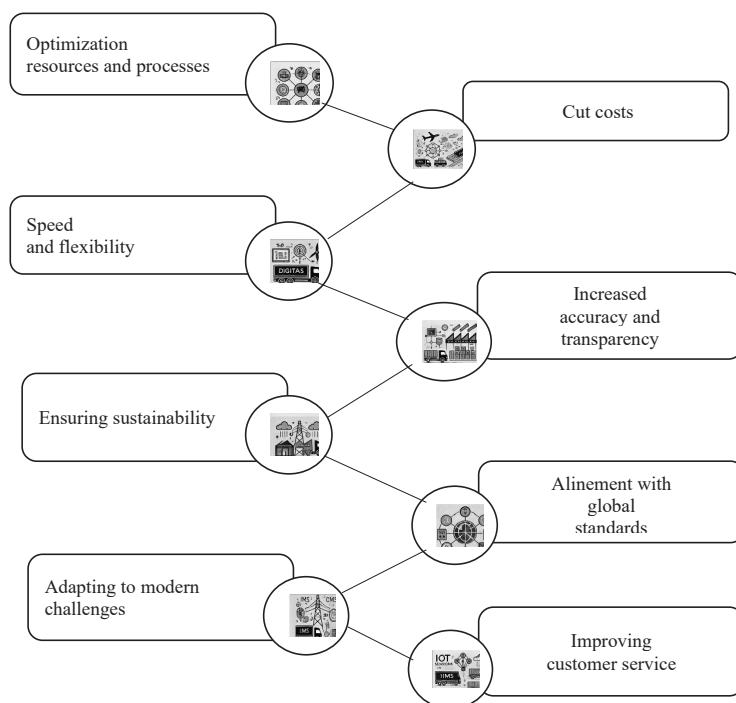 Optimization
resources and processes
Cut costs
Speed
and flexibility
DIGITAS
Increased
accuracy and
transparency
Ensuring sustainability
Alinement with
global
standards
Adapting to modern
challenges
IMS
IMS
Improving
customer service
IOT
IIMS